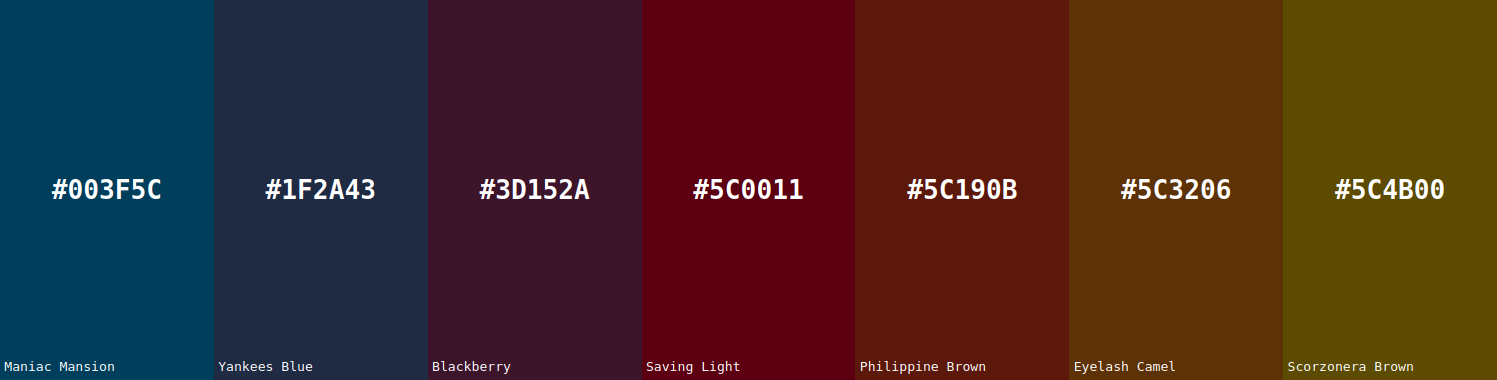 #003F5C
#1F2A43
#3D152A
#5C0011
#5C190B
#5C3206
#5C4B00
Maniac Mansion
Yankees Blue
Blackberry
Saving Light
Philippine Brown
Eyelash Camel
Scorzonera Brown